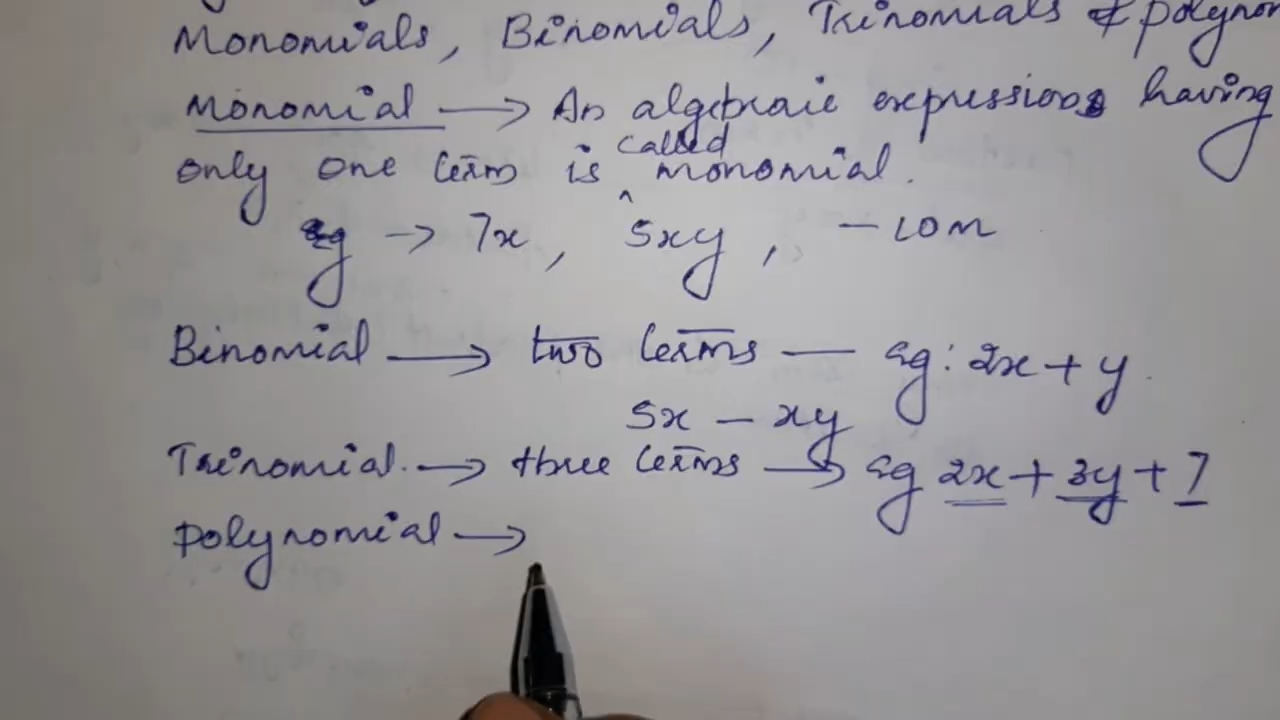 Monomials, Binomials, Trinomials & polynom
Monomial → An algebraic expressions having
only one term is called monomial.
eg → 7x, 5xy, -10m
Binomial → two terms — eg: 2x + y
5x - xy
Trinomial. → three terms → eg 2x + 3y + 7
polynomial →